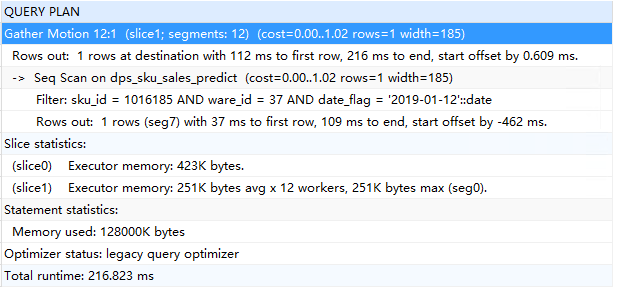 QUERY PLAN
Gather Motion 12:1  (slice1; segments: 12)  (cost=0.00..1.02 rows=1 width=185)
Rows out:  1 rows at destination with 112 ms to first row, 216 ms to end, start offset by 0.609 ms.
->  Seq Scan on dps_sku_sales_predict  (cost=0.00..1.02 rows=1 width=185)
Filter: sku_id = 1016185 AND ware_id = 37 AND date_flag = '2019-01-12'::date
Rows out:  1 rows (seg7) with 37 ms to first row, 109 ms to end, start offset by -462 ms.
Slice statistics:
(slice0)    Executor memory: 423K bytes.
(slice1)    Executor memory: 251K bytes avg x 12 workers, 251K bytes max (seg0).
Statement statistics:
Memory used: 128000K bytes
Optimizer status: legacy query optimizer
Total runtime: 216.823 ms